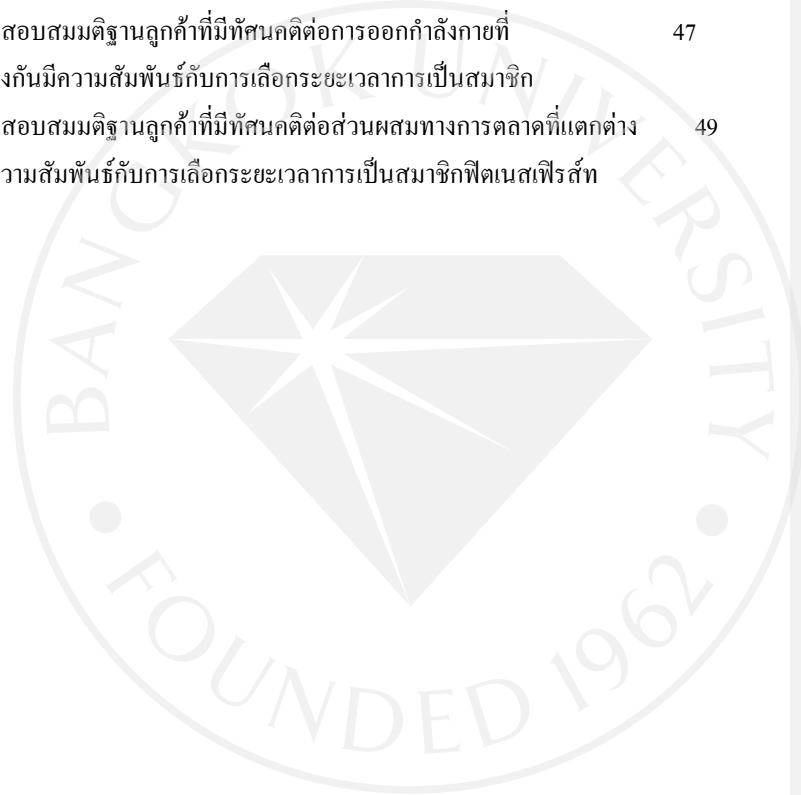 สอบสมมติฐานลูกค้าที่มีทัศนคติต่อการออกกำลังกายที่ 47
งกันมีความสัมพันธ์กับการเลือกระยะเวลาการเป็นสมาชิก
สอบสมมติฐานลูกค้าที่มีทัศนคติต่อส่วนผสมทางการตลาดที่แตกต่าง 49
วามสัมพันธ์กับการเลือกระยะเวลาการเป็นสมาชิกฟิตเนสเฟิรส์ท
BANGKOK UNIVERSITY
FOUNDED 1962